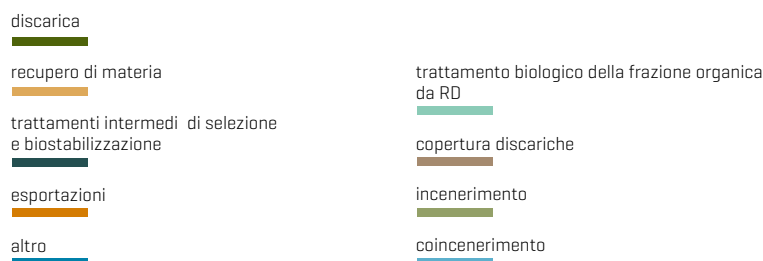 discarica
recupero di materia
trattamenti intermedi di selezione
e biostabilizzazione
esportazioni
altro
trattamento biologico della frazione organica
da RD
copertura discariche
incenerimento
coincenerimento